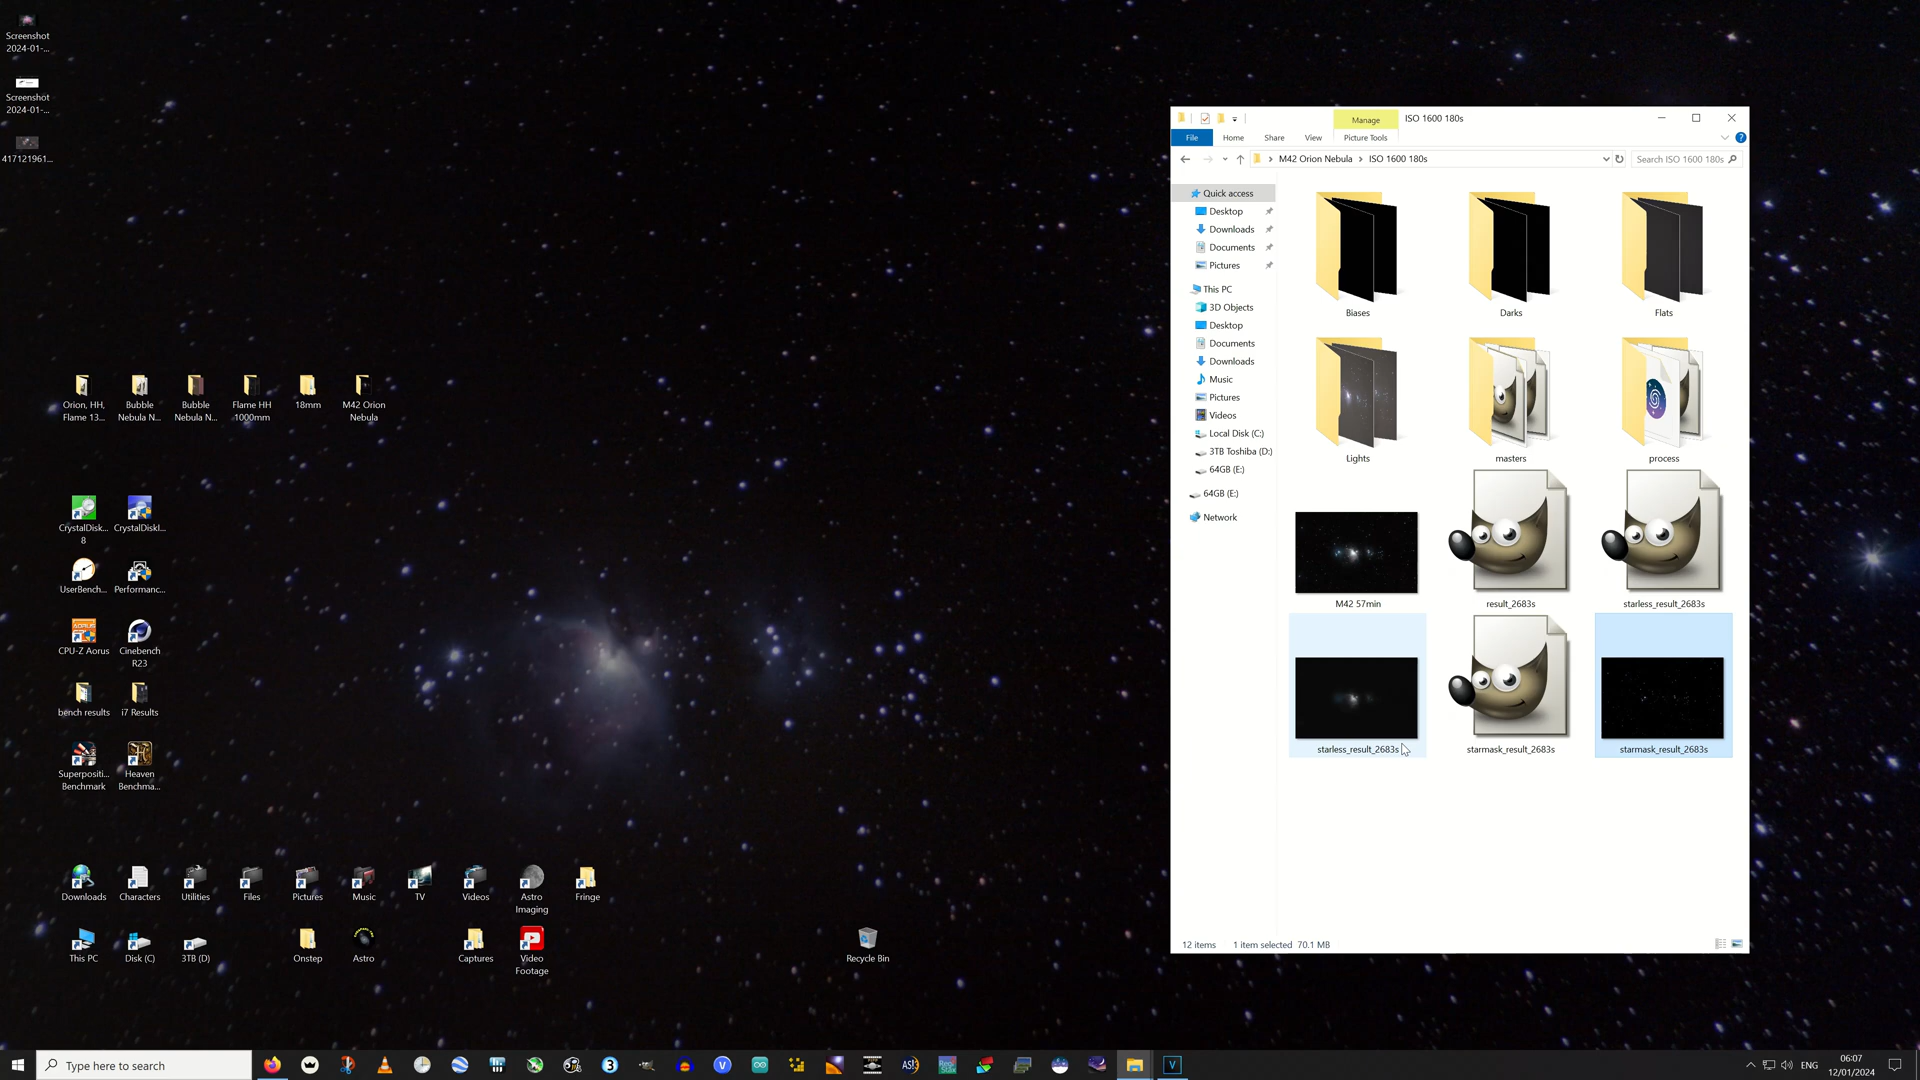 Screenshot
2024-01-...
Screenshot
2024-01-...
417121961...
Orion, HH,
Flame 13...
Bubble
Nebula N...
Bubble
Nebula N...
Flame HH
1000mm
18mm
M42 Orion
Nebula
CrystalDisk...
8
CrystalDiskI...
UserBench...
Performanc...
CPU-Z Aorus
Cinebench
R23
bench results
i7 Results
Superpositi...
Benchmark
Heaven
Benchma...
Downloads
Characters
Utilities
Files
Pictures
Music
TV
Videos
Astro
Imaging
Fringe
This PC
Disk (C)
3TB (D)
Onstep
Astro
Captures
Video
Footage
Recycle Bin
Manage
ISO 1600 180s
File
Home
Share
View
Picture Tools
M42 Orion Nebula
ISO 1600 180s
Search ISO 1600 180s
Quick access
Desktop
Downloads
Documents
Pictures
This PC
3D Objects
Desktop
Documents
Downloads
Music
Pictures
Videos
Local Disk (C:)
3TB Toshiba (D:)
64GB (E:)
64GB (E:)
Network
Biases
Darks
Flats
Lights
masters
process
M42 57min
result_2683s
starless_result_2683s
starless_result_2683s
starmask_result_2683s
starmask_result_2683s
12 items
1 item selected 70.1 MB
Type here to search
ENG
06:07
12/01/2024